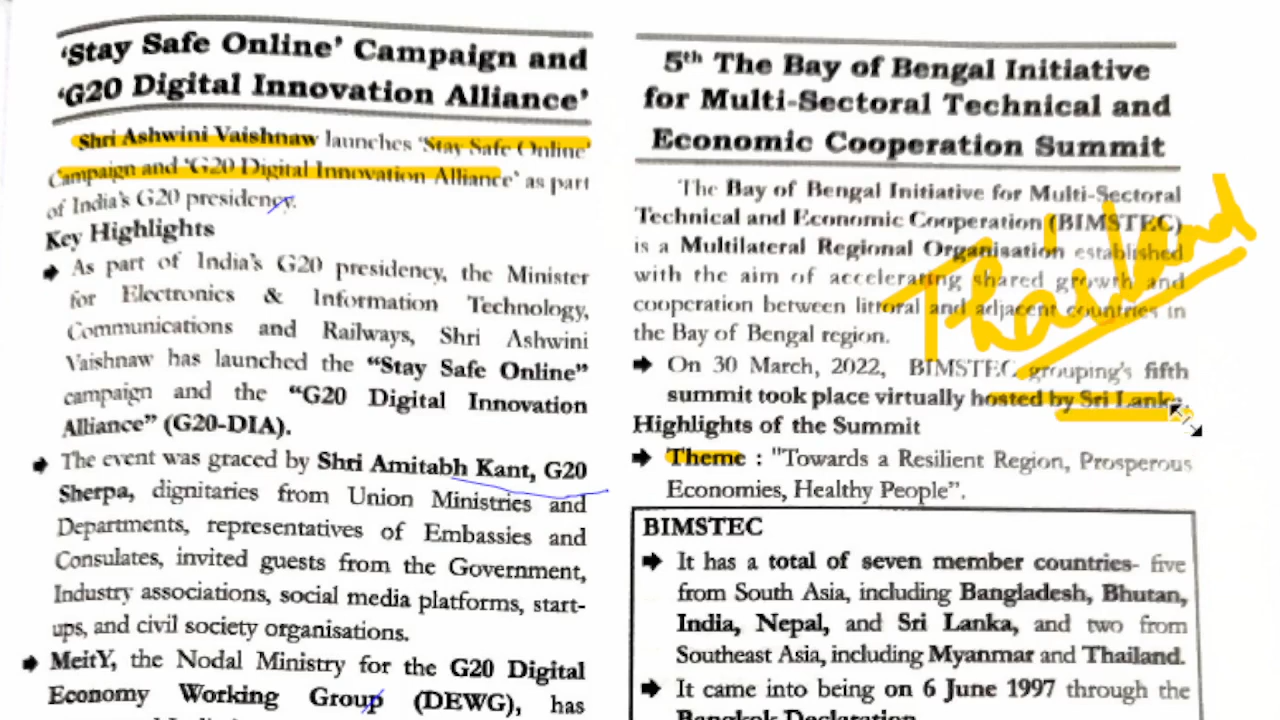 ‘Stay Safe Online’ Campaign and
‘G20 Digital Innovation Alliance’
Shri Ashwini Vaishnaw launches ‘Stay Safe Online’
Campaign and ‘G20 Digital Innovation Alliance’ as part
of India’s G20 presidency.
Key Highlights
➔ As part of India’s G20 presidency, the Minister
for Electronics & Information Technology,
Communications and Railways, Shri Ashwini
Vaishnaw has launched the “Stay Safe Online”
campaign and the “G20 Digital Innovation
Alliance” (G20-DIA).
➔ The event was graced by Shri Amitabh Kant, G20
Sherpa, dignitaries from Union Ministries and
Departments, representatives of Embassies and
Consulates, invited guests from the Government,
Industry associations, social media platforms, start-
ups, and civil society organisations.
➔ MeitY, the Nodal Ministry for the G20 Digital
Economy Working Group (DEWG), has
5th The Bay of Bengal Initiative
for Multi-Sectoral Technical and
Economic Cooperation Summit
The Bay of Bengal Initiative for Multi-Sectoral
Technical and Economic Cooperation (BIMSTEC)
is a Multilateral Regional Organisation established
with the aim of accelerating shared growth and
cooperation between littoral and adjacent countries in
the Bay of Bengal region.
Thailand
➔ On 30 March, 2022, BIMSTEC grouping’s fifth
summit took place virtually hosted by Sri Lanka.
Highlights of the Summit
➔ Theme : "Towards a Resilient Region, Prosperous
Economies, Healthy People”.
BIMSTEC
➔ It has a total of seven member countries- five
from South Asia, including Bangladesh, Bhutan,
India, Nepal, and Sri Lanka, and two from
Southeast Asia, including Myanmar and Thailand.
➔ It came into being on 6 June 1997 through the
Bangkok Declaration.